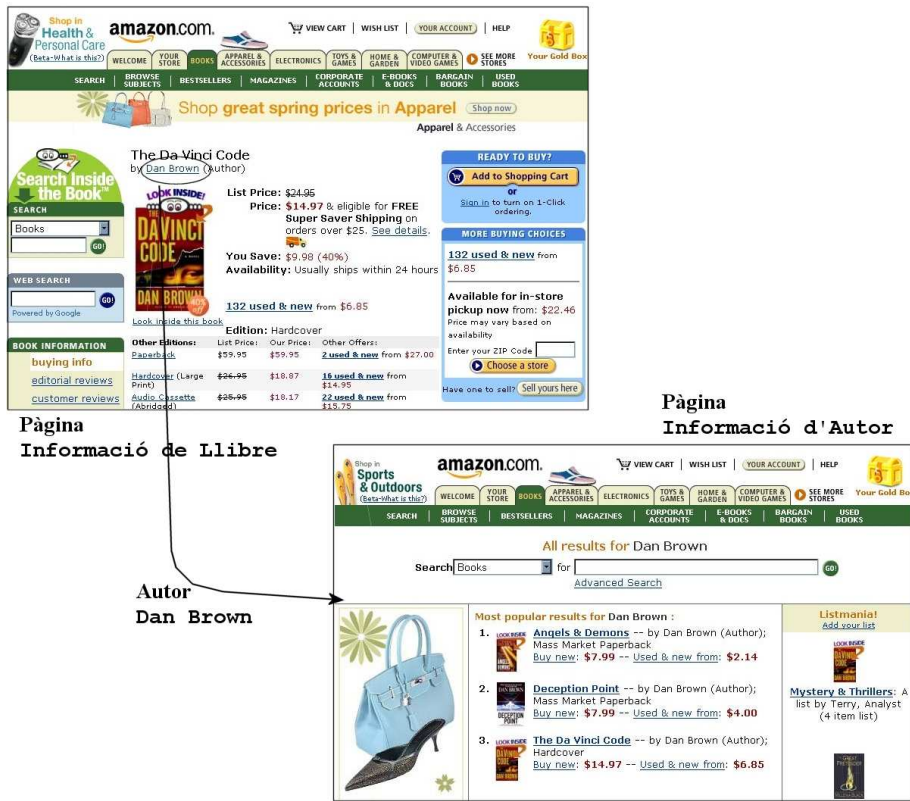 Shop in
Health &
Personal Care
(Beta-What is this?)
amazon.com.
VIEW CART | WISH LIST | YOUR ACCOUNT | HELP
Your Gold Box
WELCOME
YOUR STORE
BOOKS
APPAREL & ACCESSORIES
ELECTRONICS
TOYS & GAMES
HOME & GARDEN
COMPUTER & VIDEO GAMES
SEE MORE STORES
SEARCH | BROWSE SUBJECTS | BESTSELLERS | MAGAZINES | CORPORATE ACCOUNTS | E-BOOKS & DOCS | BARGAIN BOOKS | USED BOOKS
Shop great spring prices in Apparel Shop now
Apparel & Accessories
Search Inside
the Book™
SEARCH
Books
GO!
WEB SEARCH
GO!
Powered by Google
BOOK INFORMATION
buying info
editorial reviews
customer reviews
The Da Vinci Code
by Dan Brown (Author)
LOOK INSIDE!
THE
DA VINCI
CODE
DAN BROWN
40% off
Look inside this book
List Price: $24.95
Price: $14.97 & eligible for FREE
Super Saver Shipping on
orders over $25. See details.
You Save: $9.98 (40%)
Availability: Usually ships within 24 hours
132 used & new from $6.85
Edition: Hardcover
Other Editions: List Price: Our Price: Other Offers:
Paperback $59.95 $59.95 2 used & new from $27.00
Hardcover (Large Print) $26.95 $18.87 16 used & new from $14.95
Audio Cassette (Abridged) $25.95 $18.17 22 used & new from $15.75
READY TO BUY?
Add to Shopping Cart
or
Sign in to turn on 1-Click
ordering.
MORE BUYING CHOICES
132 used & new from
$6.85
Available for in-store
pickup now from: $22.46
Price may vary based on
availability
Enter your ZIP Code
Choose a store
Have one to sell? Sell yours here
Pàgina
Informació de Llibre
Pàgina
Informació d'Autor
Autor
Dan Brown
Shop in
Sports
& Outdoors
(Beta-What is this?)
amazon.com.
VIEW CART | WISH LIST | YOUR ACCOUNT | HELP
Your Gold Bo
WELCOME
YOUR STORE
BOOKS
APPAREL & ACCESSORIES
ELECTRONICS
TOYS & GAMES
HOME & GARDEN
COMPUTER & VIDEO GAMES
SEE MORE STORES
SEARCH | BROWSE SUBJECTS | BESTSELLERS | MAGAZINES | CORPORATE ACCOUNTS | E-BOOKS & DOCS | BARGAIN BOOKS | USED BOOKS
All results for Dan Brown
Search Books for GO!
Advanced Search
Most popular results for Dan Brown :
1. LOOK INSIDE Angels & Demons -- by Dan Brown (Author);
Mass Market Paperback
Buy new: $7.99 -- Used & new from: $2.14
2. Deception Point -- by Dan Brown (Author);
Mass Market Paperback
Buy new: $7.99 -- Used & new from: $4.00
DAN BROWN
DECEPTION
POINT
3. LOOK INSIDE The Da Vinci Code -- by Dan Brown (Author);
Hardcover
Buy new: $14.97 -- Used & new from: $6.85
Listmania!
Add your list
Mystery & Thrillers: A
list by Terry, Analyst
(4 item list)